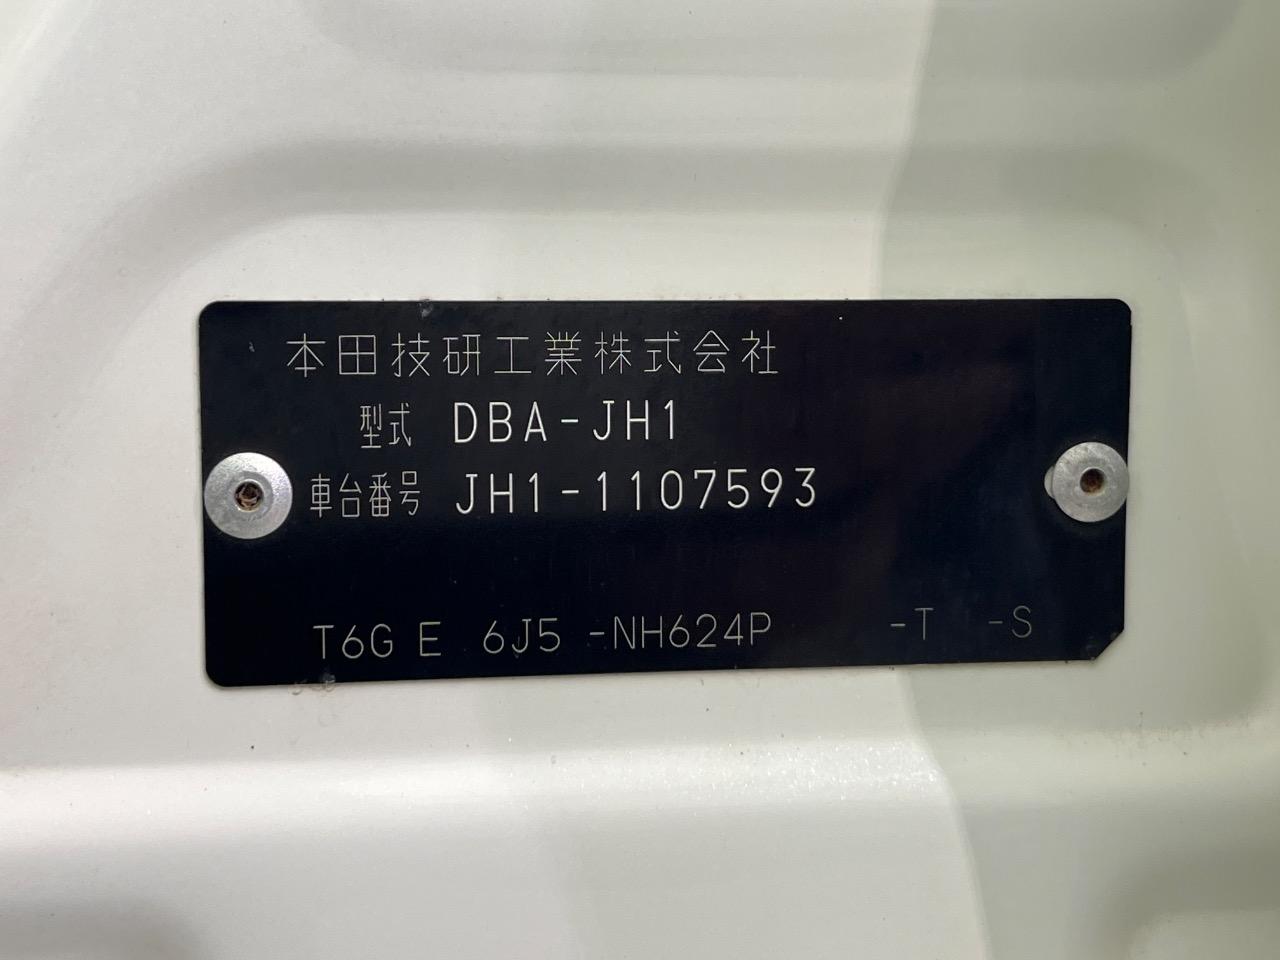 本田技研工業株式会社
型式 DBA-JH1
車台番号 JH1-1107593
T6G E 6J5 -NH624P -T -S